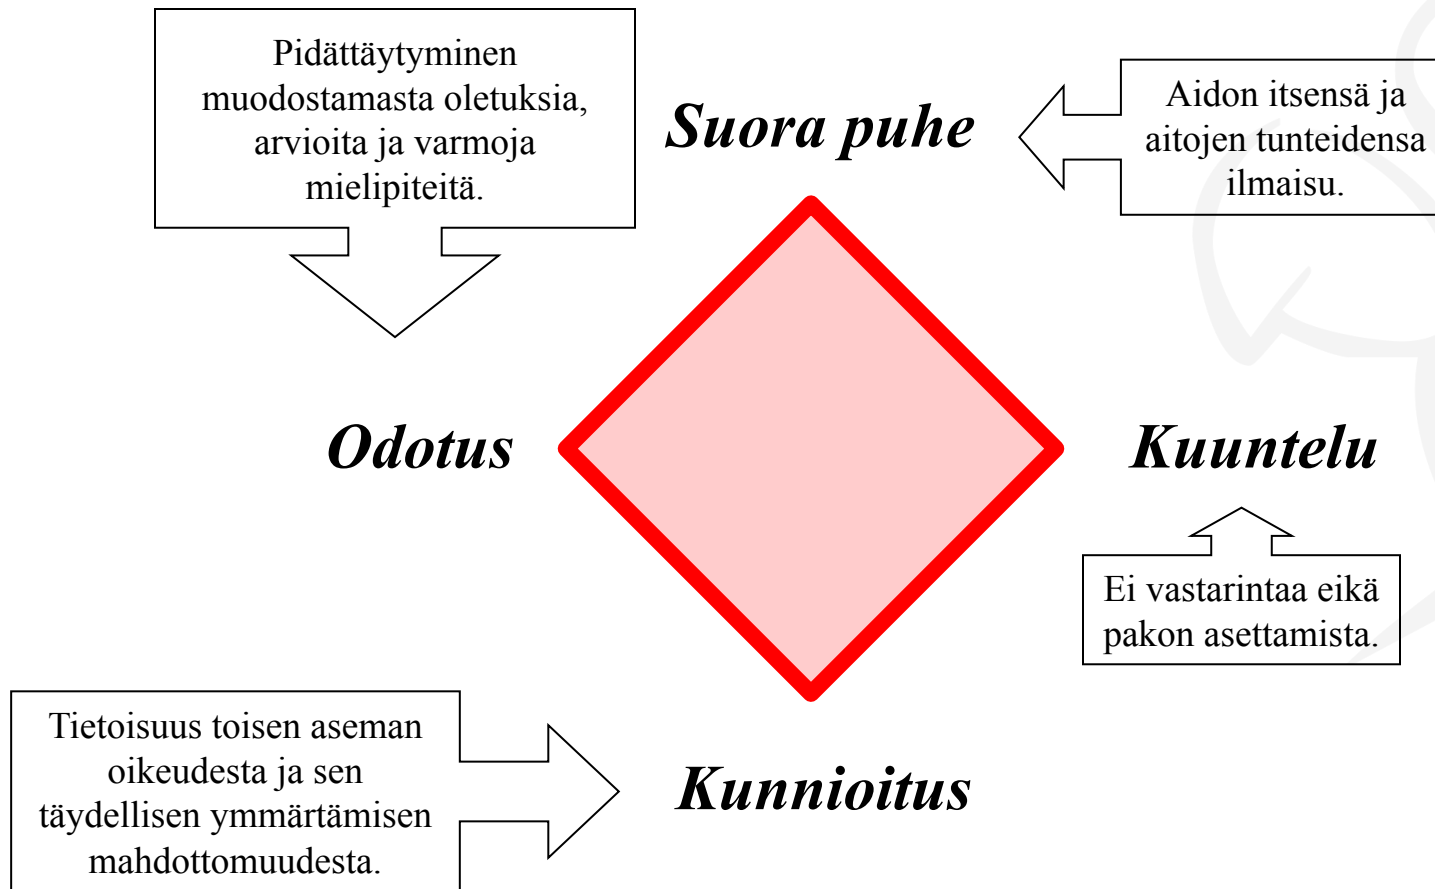 Pidättäytyminen
muodostamasta oletuksia,
arvioita ja varmoja
mielipiteitä.
Suora puhe
Aidon itsensä ja
aitojen tunteidensa
ilmaisu.
Odotus
Kuuntelu
Ei vastarintaa eikä
pakon asettamista.
Tietoisuus toisen aseman
oikeudesta ja sen
täydellisen ymmärtämisen
mahdottomuudesta.
Kunnioitus